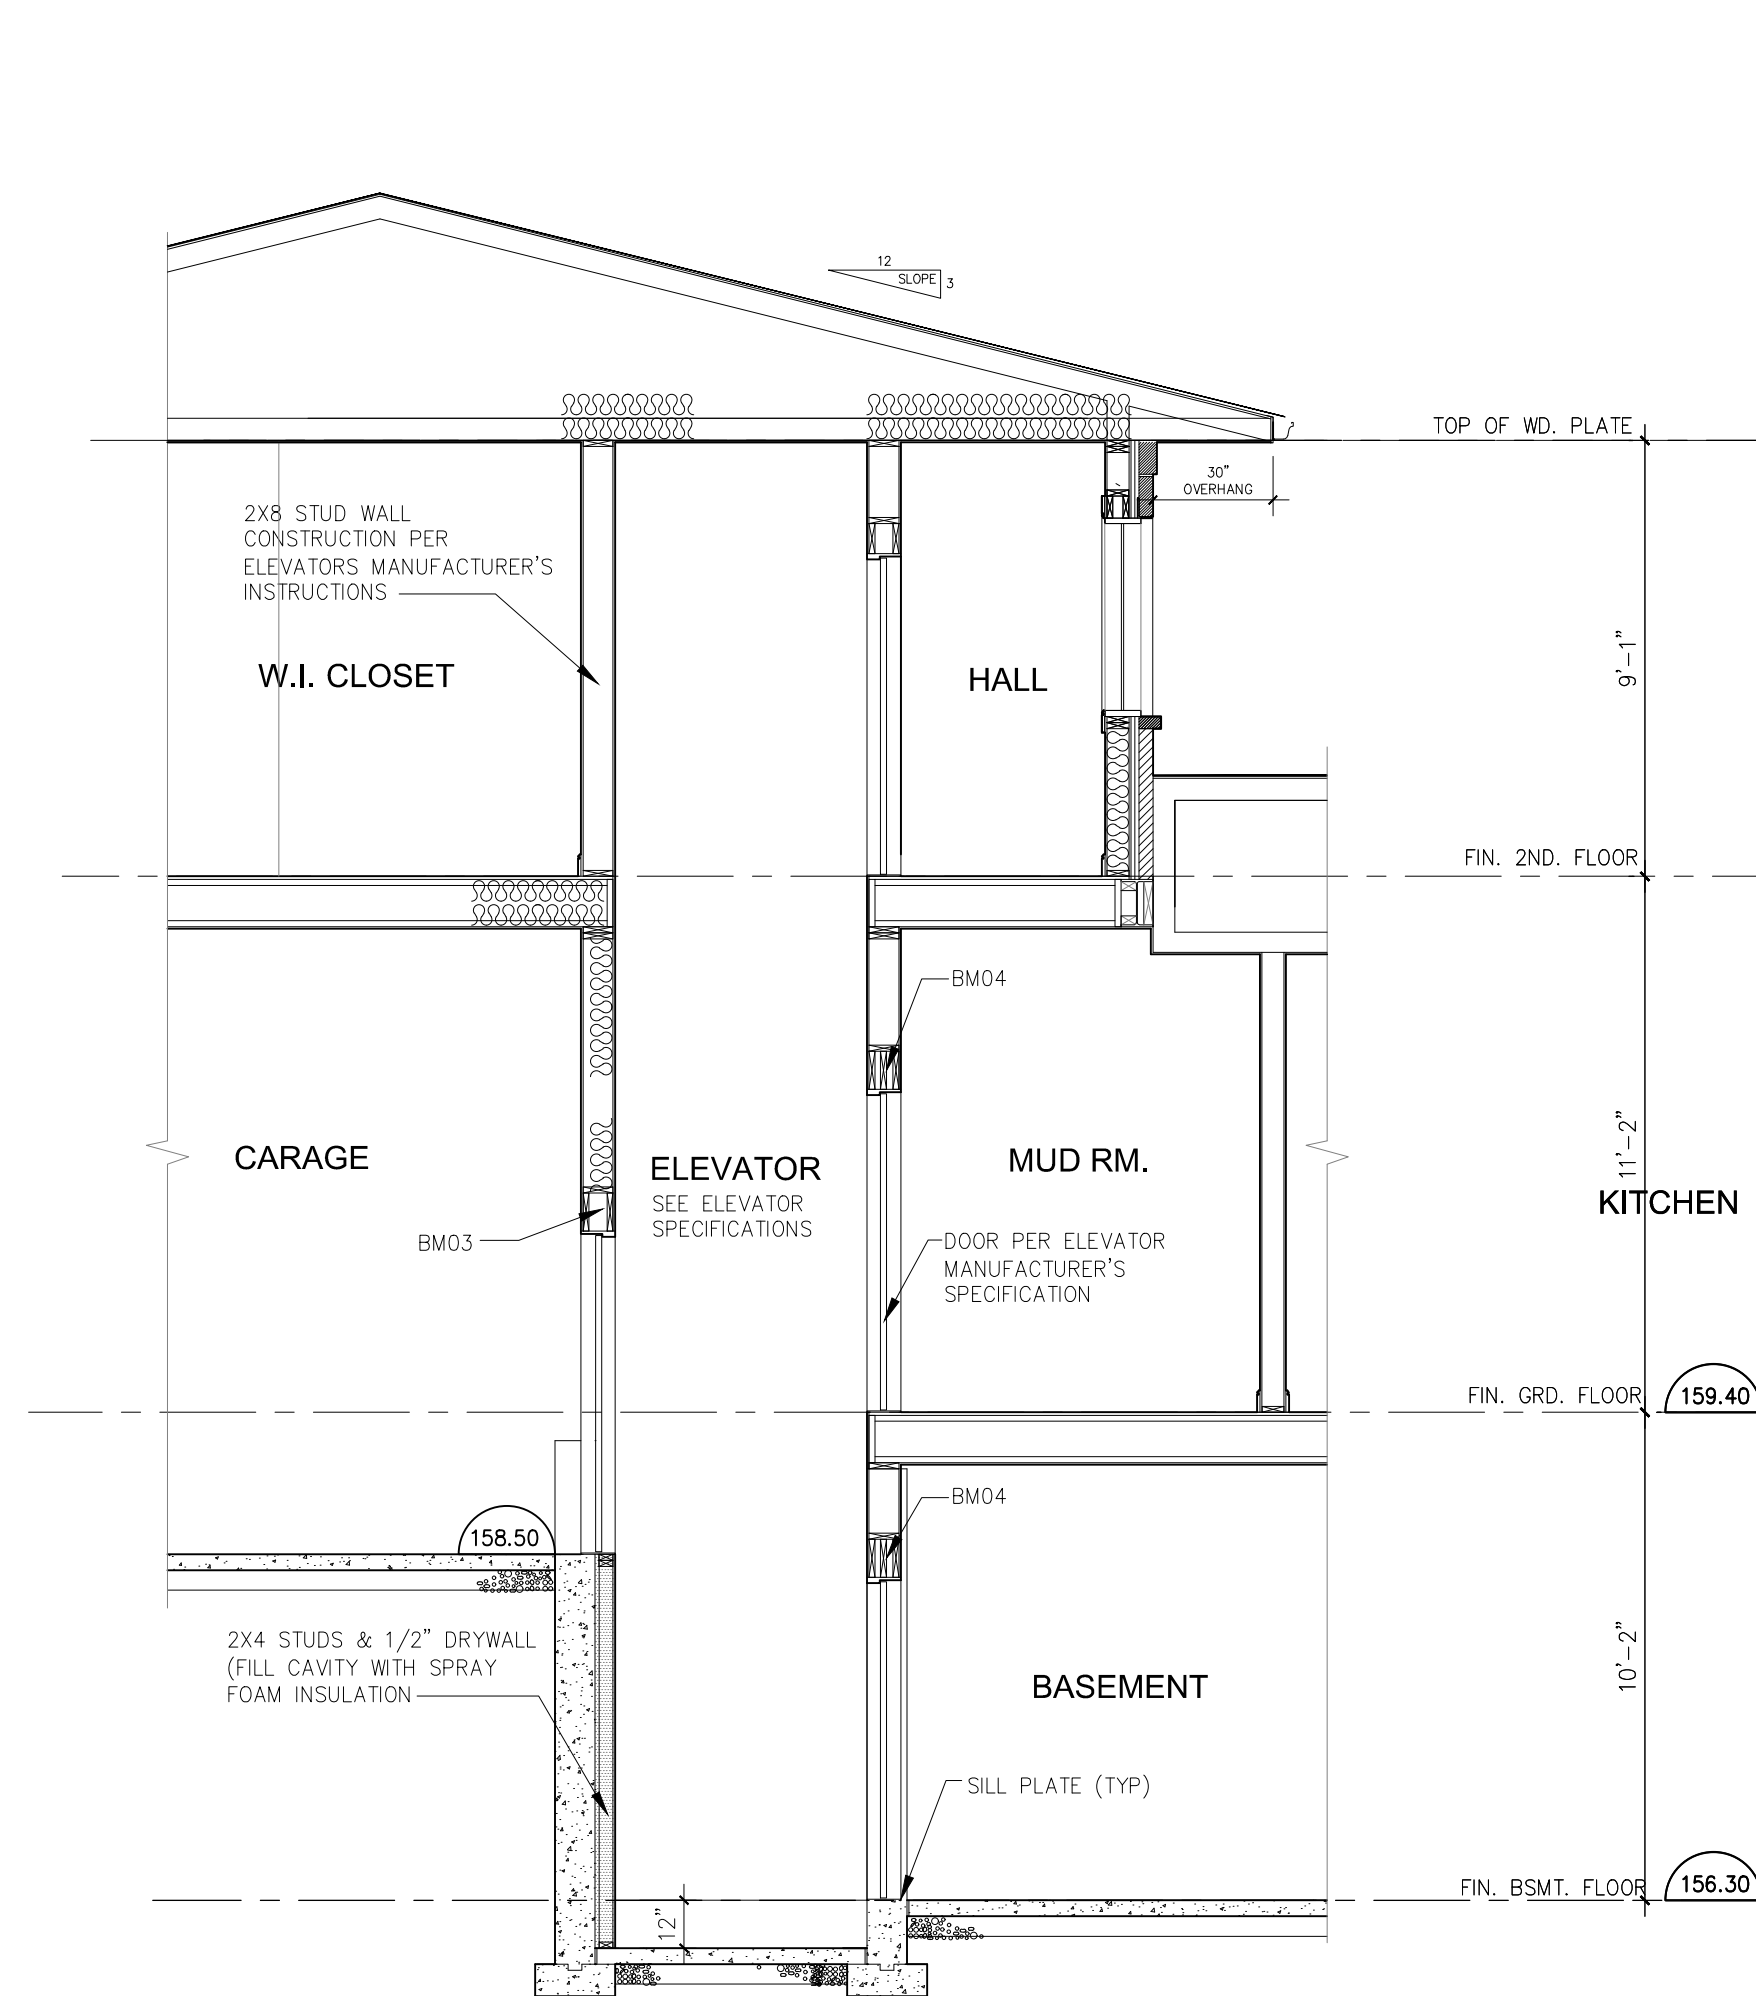 12
SLOPE
3
TOP OF WD. PLATE
30"
OVERHANG
2X8 STUD WALL
CONSTRUCTION PER
ELEVATORS MANUFACTURER'S
INSTRUCTIONS
W.I. CLOSET
HALL
9'-1"
FIN. 2ND. FLOOR
BM04
CARAGE
ELEVATOR
SEE ELEVATOR
SPECIFICATIONS
MUD RM.
11'-2"
KITCHEN
BM03
DOOR PER ELEVATOR
MANUFACTURER'S
SPECIFICATION
FIN. GRD. FLOOR
159.40
BM04
158.50
2X4 STUDS & 1/2" DRYWALL
(FILL CAVITY WITH SPRAY
FOAM INSULATION
BASEMENT
10'-2"
SILL PLATE (TYP)
FIN. BSMT. FLOOR
156.30
12"